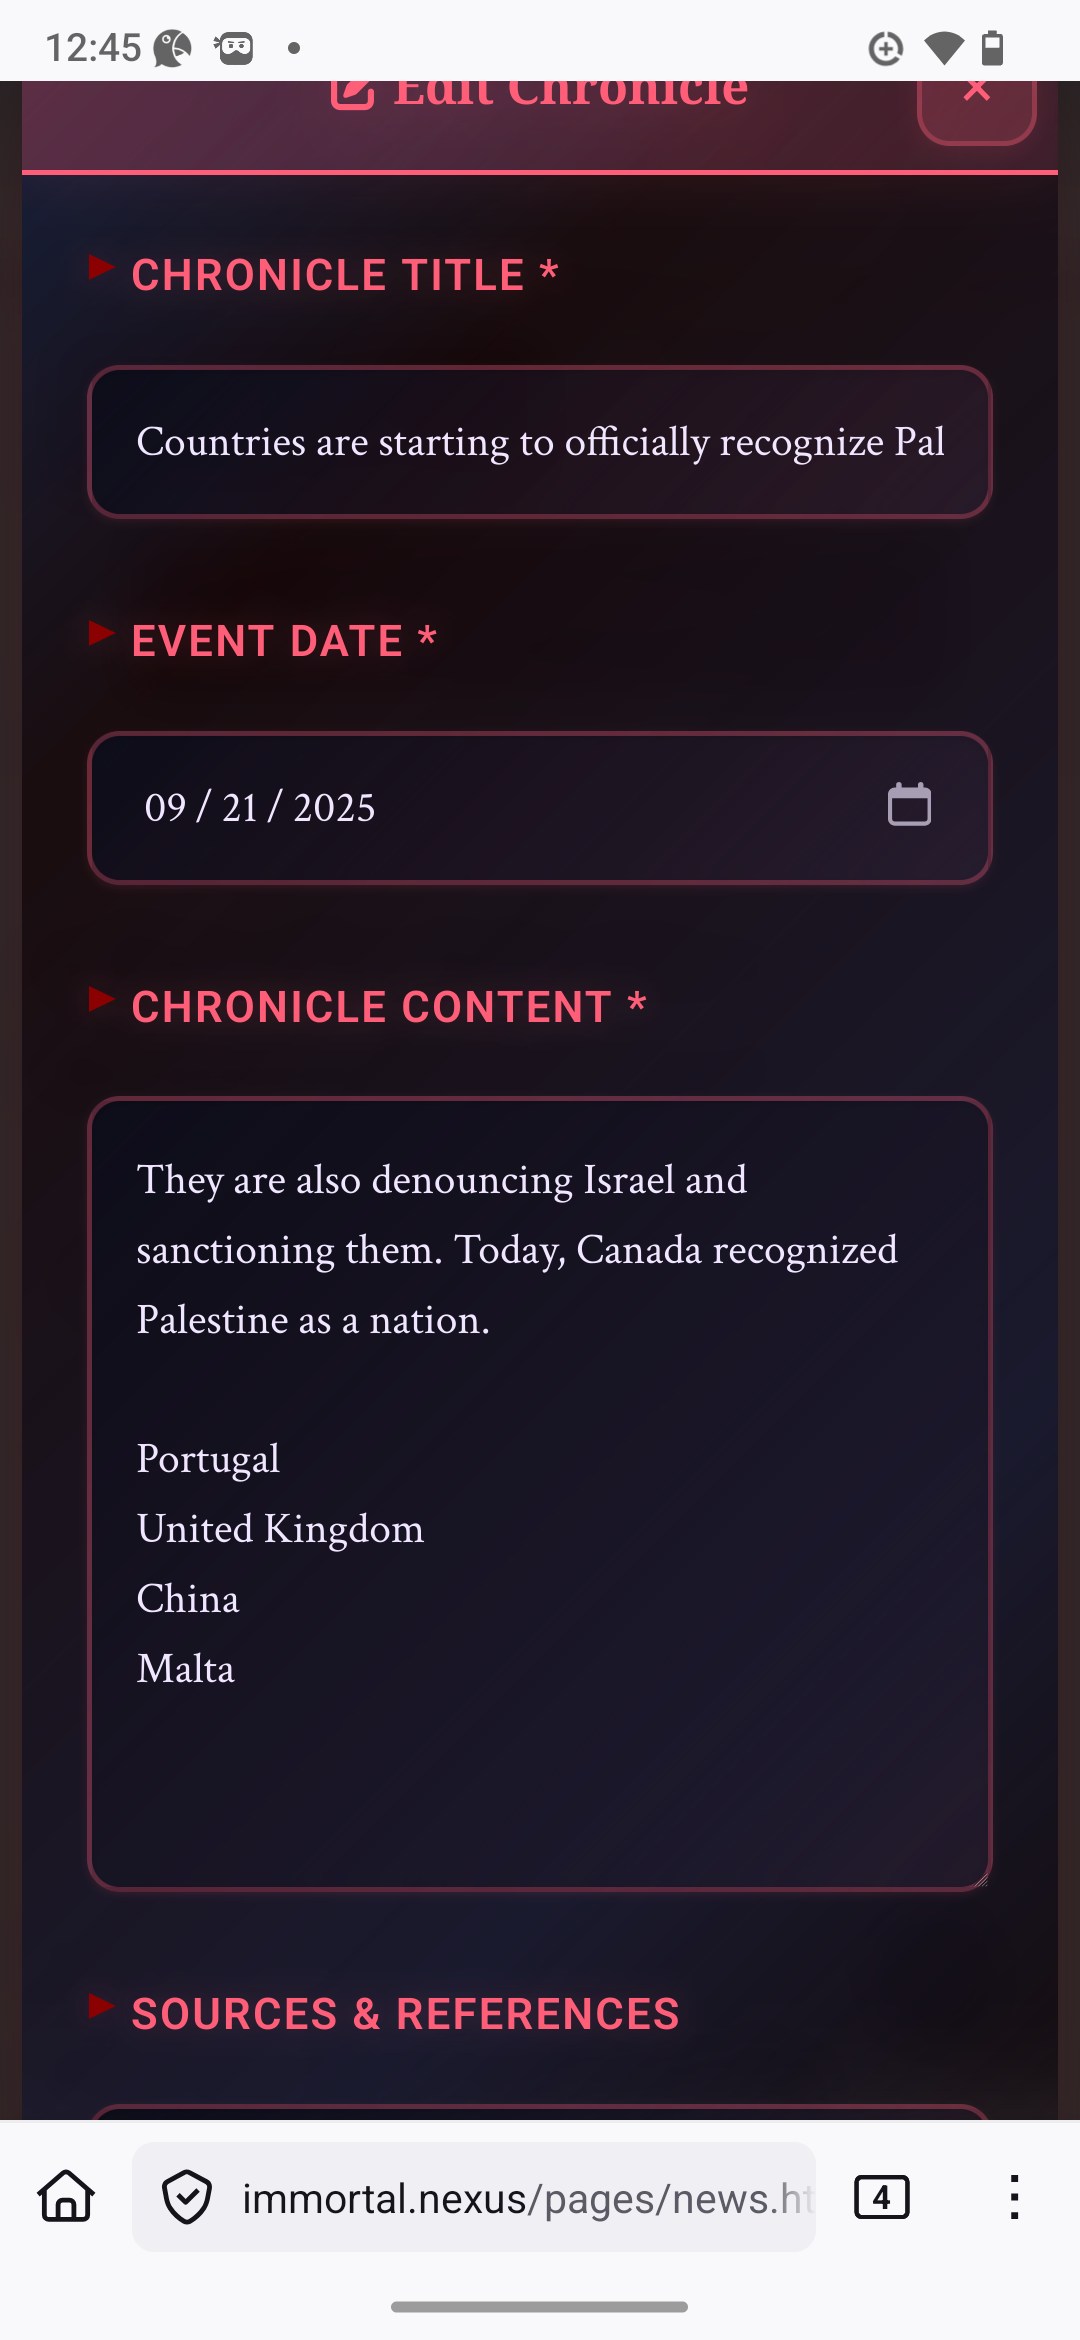 12:45
Edit Chronicle
CHRONICLE TITLE *
Countries are starting to officially recognize Pal
EVENT DATE *
09 / 21 / 2025
CHRONICLE CONTENT *
They are also denouncing Israel and
sanctioning them. Today, Canada recognized
Palestine as a nation.
Portugal
United Kingdom
China
Malta
SOURCES & REFERENCES
immortal.nexus/pages/news.ht
4